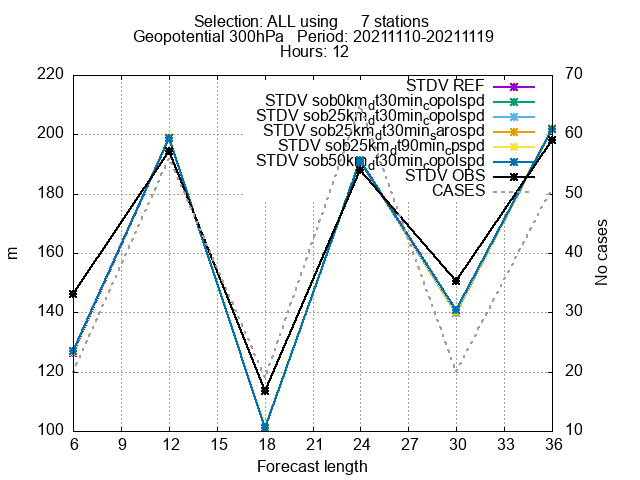 Selection: ALL using 7 stations
Geopotential 300hPa Period: 20211110-20211119
Hours: 12
STDV REF
STDV sob0km_dt30min_copolspd
STDV sob25km_dt30min_copolspd
STDV sob25km_dt30min_sarospd
STDV sob25km_dt90min_cpspd
STDV sob50km_dt30min_copolspd
STDV OBS
CASES
220
200
180
160
140
120
100
m
70
60
50
40
30
20
10
No cases
6 9 12 15 18 21 24 27 30 33 36
Forecast length